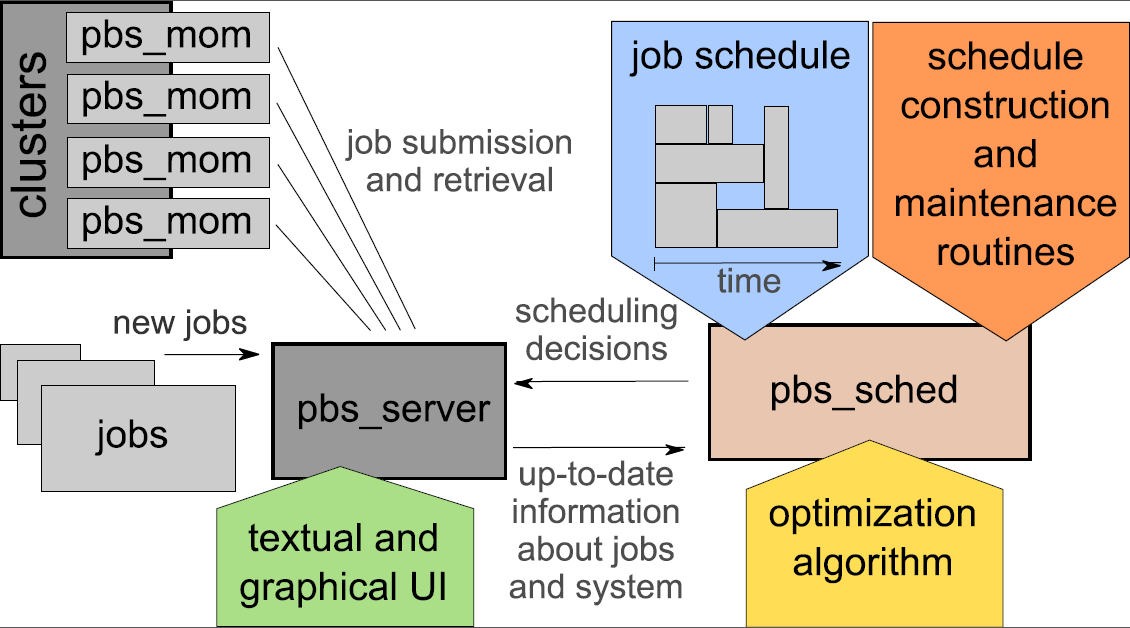 clusters
pbs_mom
pbs_mom
pbs_mom
pbs_mom
job submission
and retrieval
job schedule
time
schedule
construction
and
maintenance
routines
new jobs
jobs
pbs_server
scheduling
decisions
pbs_sched
up-to-date
information
about jobs
and system
textual and
graphical UI
optimization
algorithm